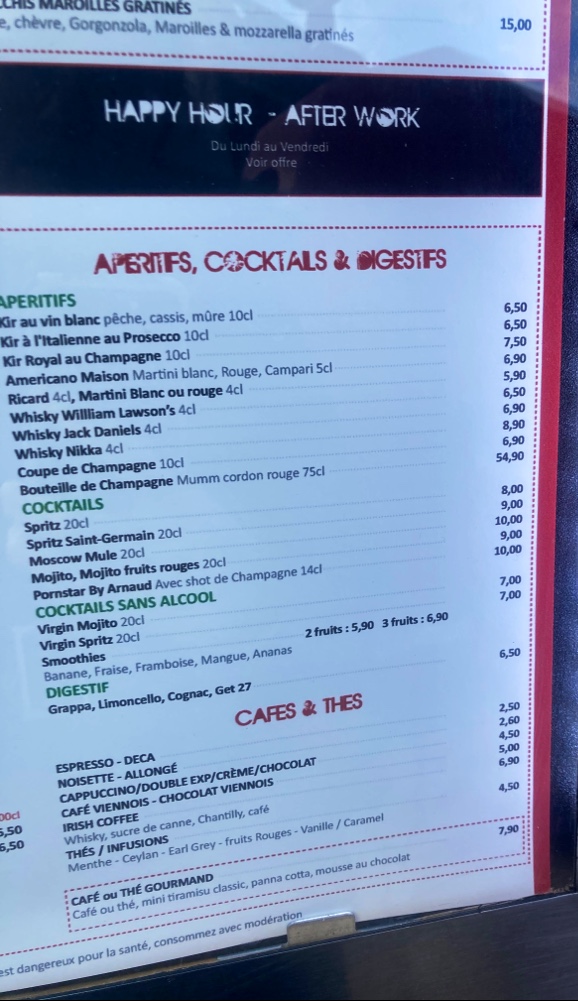 CHIS MAROILLES GRATINÉS
e, chèvre, Gorgonzola, Maroilles & mozzarella gratinés 15,00
HAPPY HOUR - AFTER WORK
Du Lundi au Vendredi
Voir offre
APERITIFS, COCKTALS & DIGESTIFS
APERITIFS
Kir au vin blanc pêche, cassis, mûre 10cl 6,50
Kir à l'Italienne au Prosecco 10cl 6,50
Kir Royal au Champagne 10cl 7,50
Americano Maison Martini blanc, Rouge, Campari 5cl 6,90
Ricard 4cl, Martini Blanc ou rouge 4cl 5,90
Whisky Willliam Lawson's 4cl 6,50
Whisky Jack Daniels 4cl 6,90
Whisky Nikka 4cl 8,90
Coupe de Champagne 10cl 6,90
Bouteille de Champagne Mumm cordon rouge 75cl 54,90
COCKTAILS
Spritz 20cl 8,00
Spritz Saint-Germain 20cl 9,00
Moscow Mule 20cl 10,00
Mojito, Mojito fruits rouges 20cl 9,00
Pornstar By Arnaud Avec shot de Champagne 14cl 10,00
COCKTAILS SANS ALCOOL
Virgin Mojito 20cl 7,00
Virgin Spritz 20cl 7,00
Smoothies 2 fruits : 5,90 3 fruits : 6,90
Banane, Fraise, Framboise, Mangue, Ananas
DIGESTIF
Grappa, Limoncello, Cognac, Get 27 6,50
CAFES & THES
ESPRESSO - DECA 2,50
NOISETTE - ALLONGÉ 2,60
CAPPUCCINO/DOUBLE EXP/CRÈME/CHOCOLAT 4,50
CAFÉ VIENNOIS - CHOCOLAT VIENNOIS 5,00
IRISH COFFEE 6,90
Whisky, sucre de canne, Chantilly, café
THÉS / INFUSIONS 4,50
Menthe - Ceylan - Earl Grey - fruits Rouges - Vanille / Caramel
CAFÉ ou THÉ GOURMAND 7,90
Café ou thé, mini tiramisu classic, panna cotta, mousse au chocolat
00cl
6,50
6,50
est dangereux pour la santé, consommez avec modération